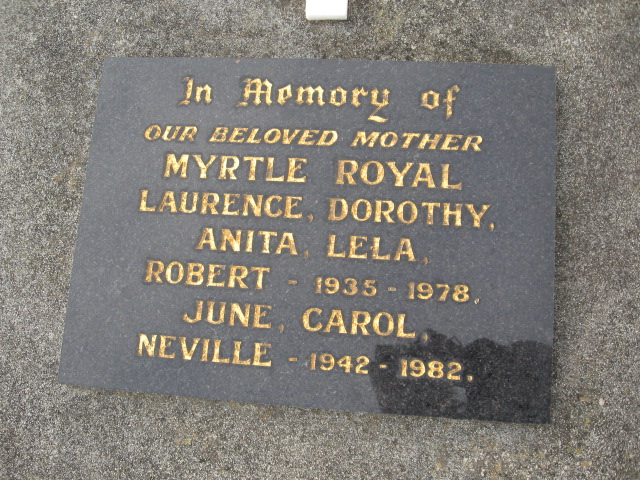 In Memory of
OUR BELOVED MOTHER
MYRTLE ROYAL
LAURENCE, DOROTHY,
ANITA, LELA,
ROBERT - 1935 - 1978,
JUNE, CAROL,
NEVILLE - 1942 - 1982,